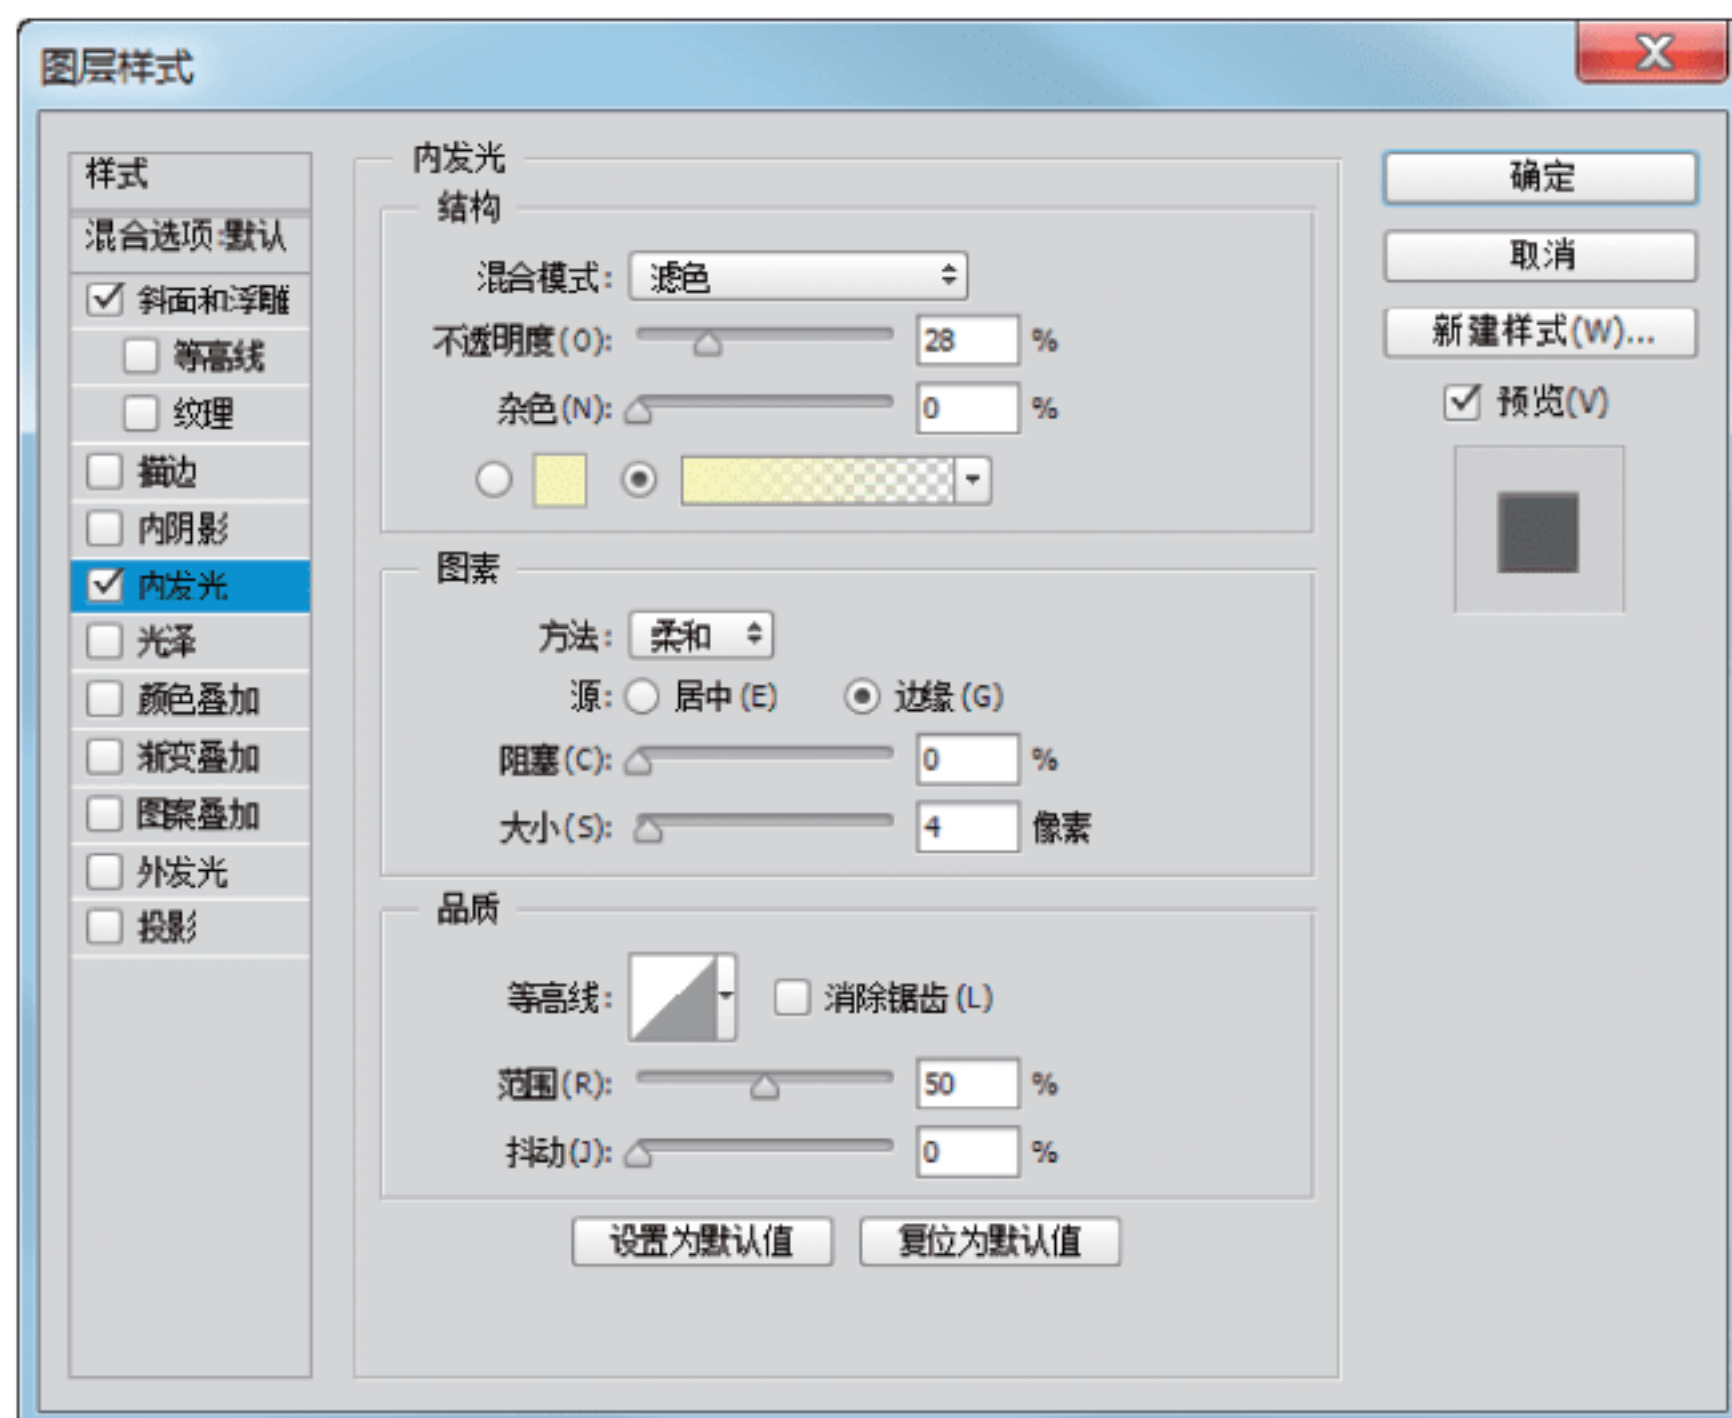 图层样式
样式
混合选项:默认
斜面和浮雕
等高线
纹理
描边
内阴影
内发光
光泽
颜色叠加
渐变叠加
图案叠加
外发光
投影
内发光
结构
混合模式: 滤色
不透明度(O): 28 %
杂色(N): 0 %
图素
方法: 柔和
源: 居中(E) 边缘(G)
阻塞(C): 0 %
大小(S): 4 像素
品质
等高线: 消除锯齿(L)
范围(R): 50 %
抖动(J): 0 %
设置为默认值 复位为默认值
确定
取消
新建样式(W)...
预览(V)